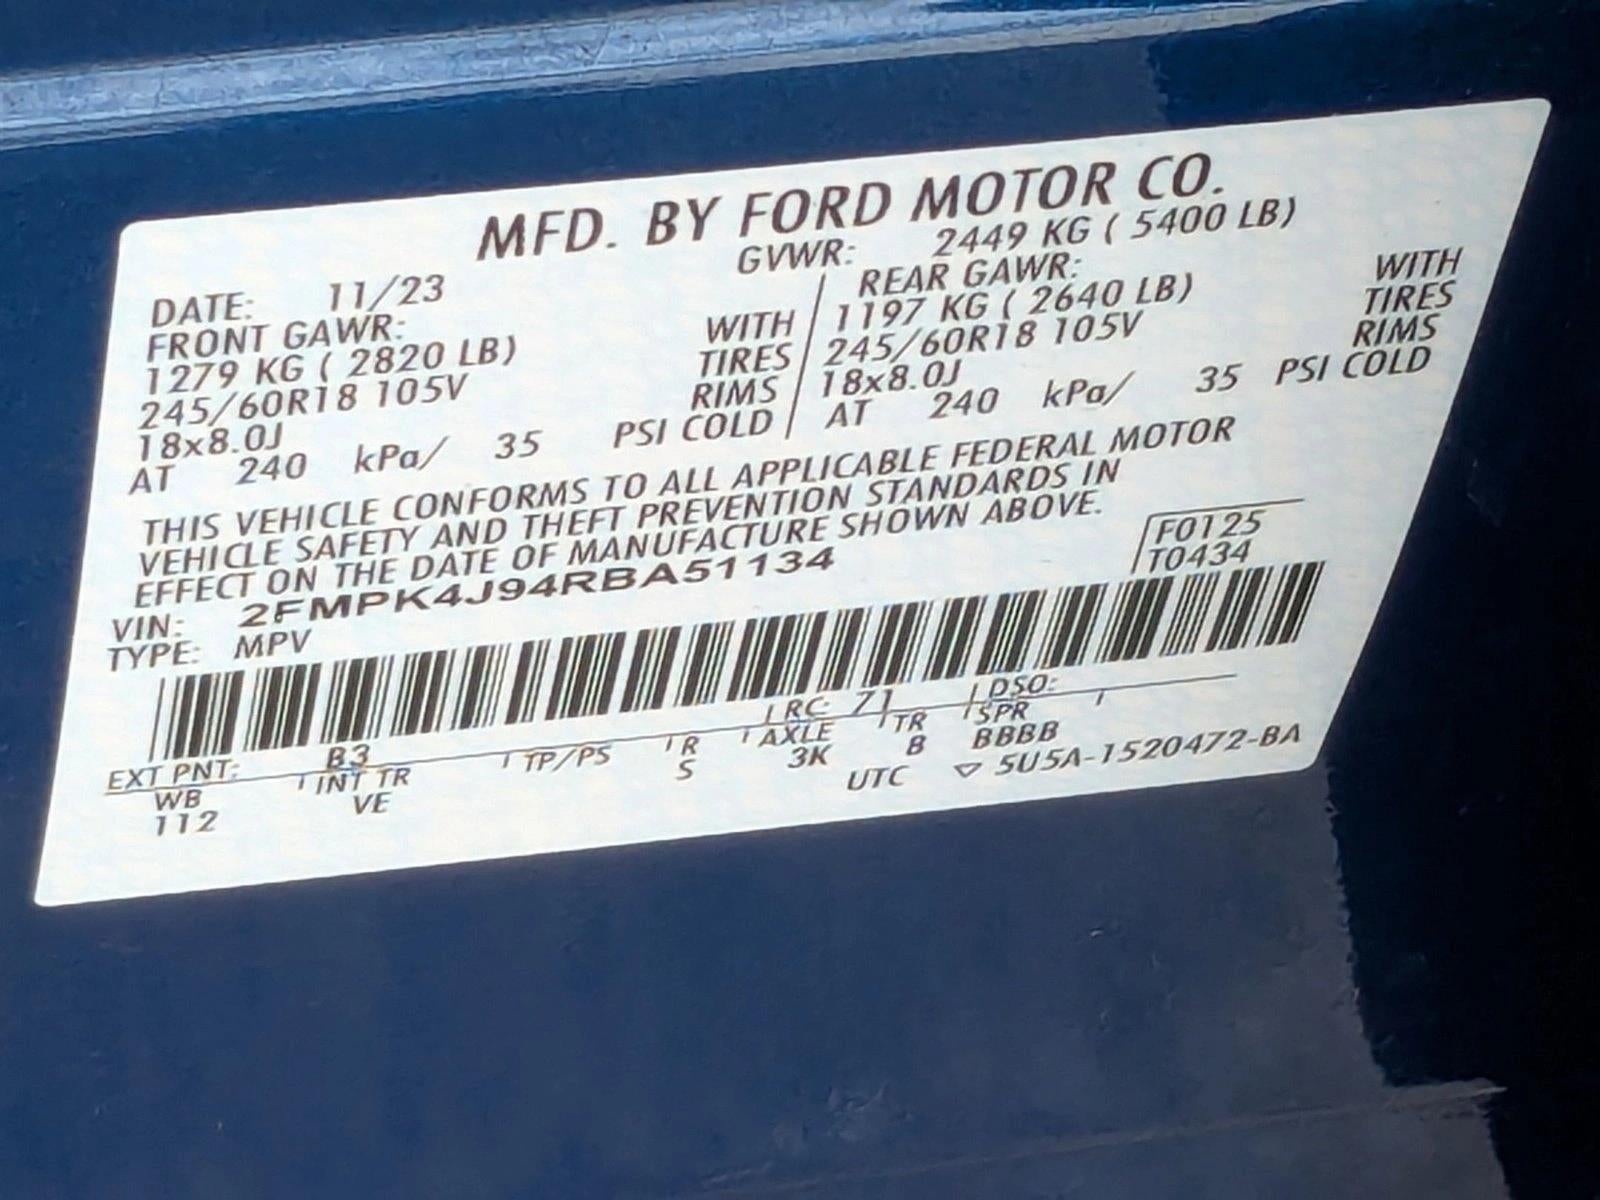 MFD. BY FORD MOTOR CO.
DATE: 11/23 GVWR: 2449 KG ( 5400 LB)
FRONT GAWR: REAR GAWR:
1279 KG ( 2820 LB) WITH 1197 KG ( 2640 LB) WITH
245/60R18 105V TIRES 245/60R18 105V TIRES
18x8.0J RIMS 18x8.0J RIMS
AT 240 kPa/ 35 PSI COLD AT 240 kPa/ 35 PSI COLD
THIS VEHICLE CONFORMS TO ALL APPLICABLE FEDERAL MOTOR
VEHICLE SAFETY AND THEFT PREVENTION STANDARDS IN
EFFECT ON THE DATE OF MANUFACTURE SHOWN ABOVE.
F0125
T0434
VIN: 2FMPK4J94RBA51134
TYPE: MPV
EXT PNT: B3 RC: 71 DSO:
WB INT TR TP/PS R AXLE TR SPR
112 VE S 3K B BBBB
UTC ▽ 5U5A-1520472-BA